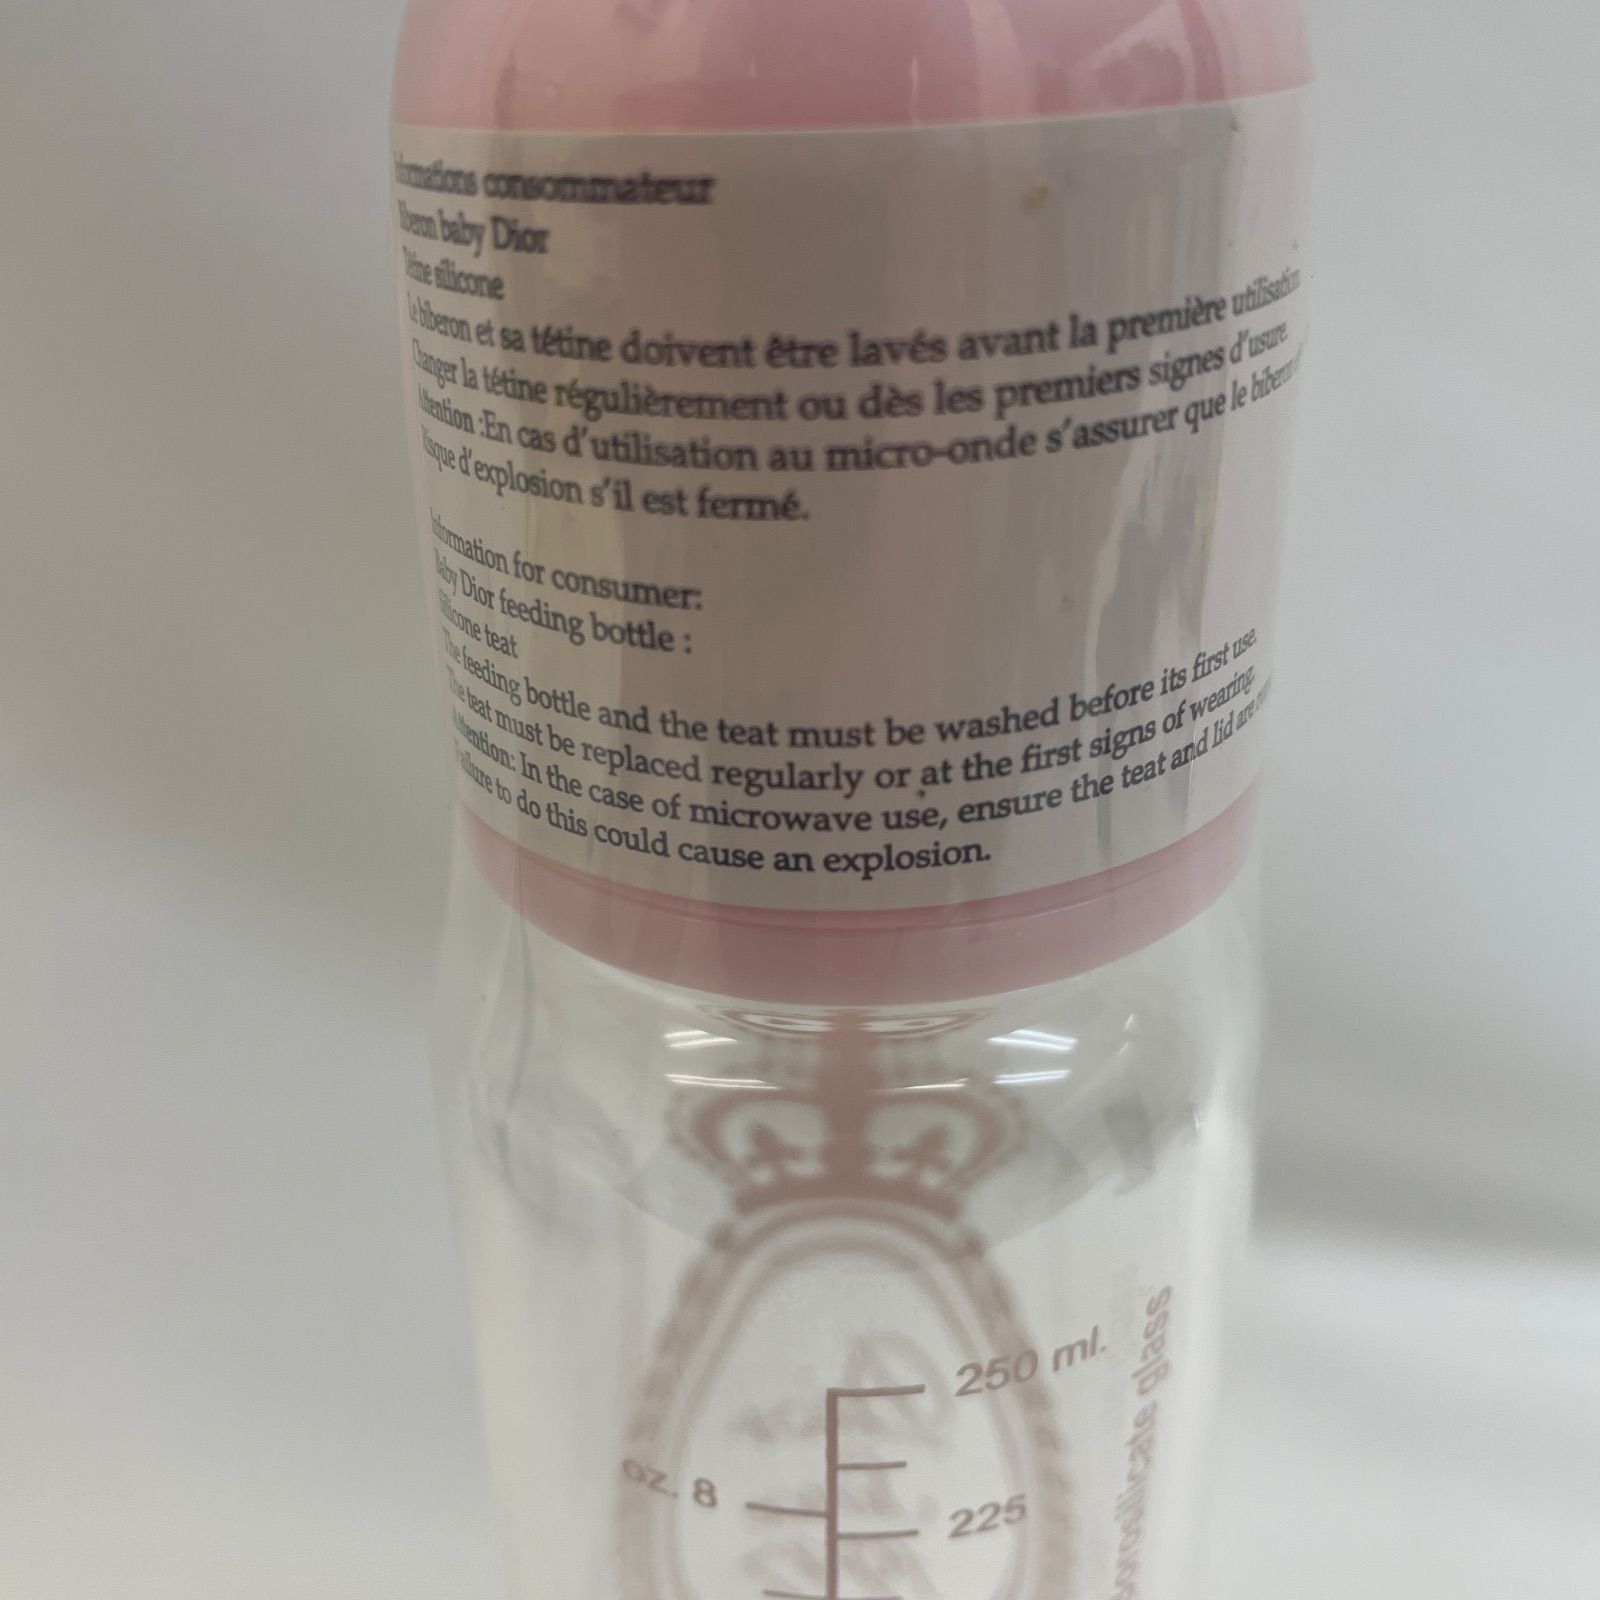 Informations consommateur
Biberon baby Dior
Tétine silicone
Le biberon et sa tétine doivent être lavés avant la première utilisation.
Changer la tétine régulièrement ou dès les premiers signes d'usure.
Attention :En cas d'utilisation au micro-onde s'assurer que le biberon
Risque d'explosion s'il est fermé.
Information for consumer:
Baby Dior feeding bottle :
Silicone teat
The feeding bottle and the teat must be washed before its first use.
The teat must be replaced regularly or at the first signs of wearing.
Attention: In the case of microwave use, ensure the teat and lid are
Failure to do this could cause an explosion.
250 ml.
oz. 8
225
borosilicate glass